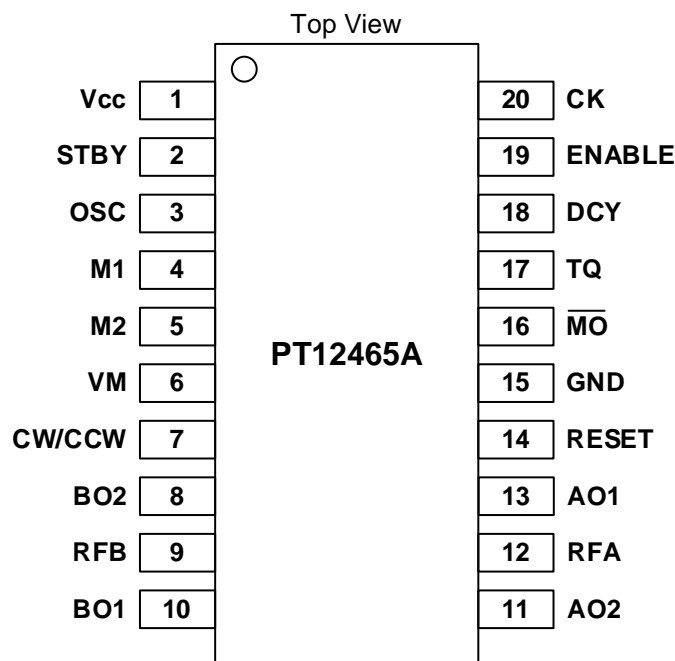 Top View
Vcc 1
STBY 2
OSC 3
M1 4
M2 5
VM 6
CW/CCW 7
BO2 8
RFB 9
BO1 10
PT12465A
20 CK
19 ENABLE
18 DCY
17 TQ
16 M̅O̅
15 GND
14 RESET
13 AO1
12 RFA
11 AO2